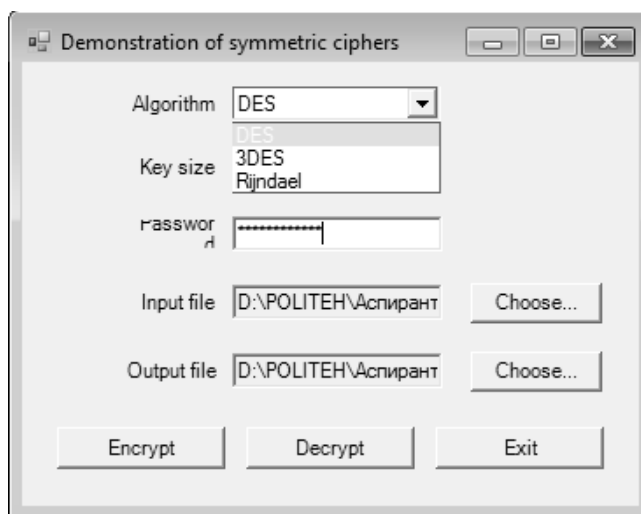 Demonstration of symmetric ciphers
Algorithm DES
DES
3DES
Key size
Rijndael
Passwor
d ************
Input file D:\POLITEH\Аспирант Choose...
Output file D:\POLITEH\Аспирант Choose...
Encrypt Decrypt Exit